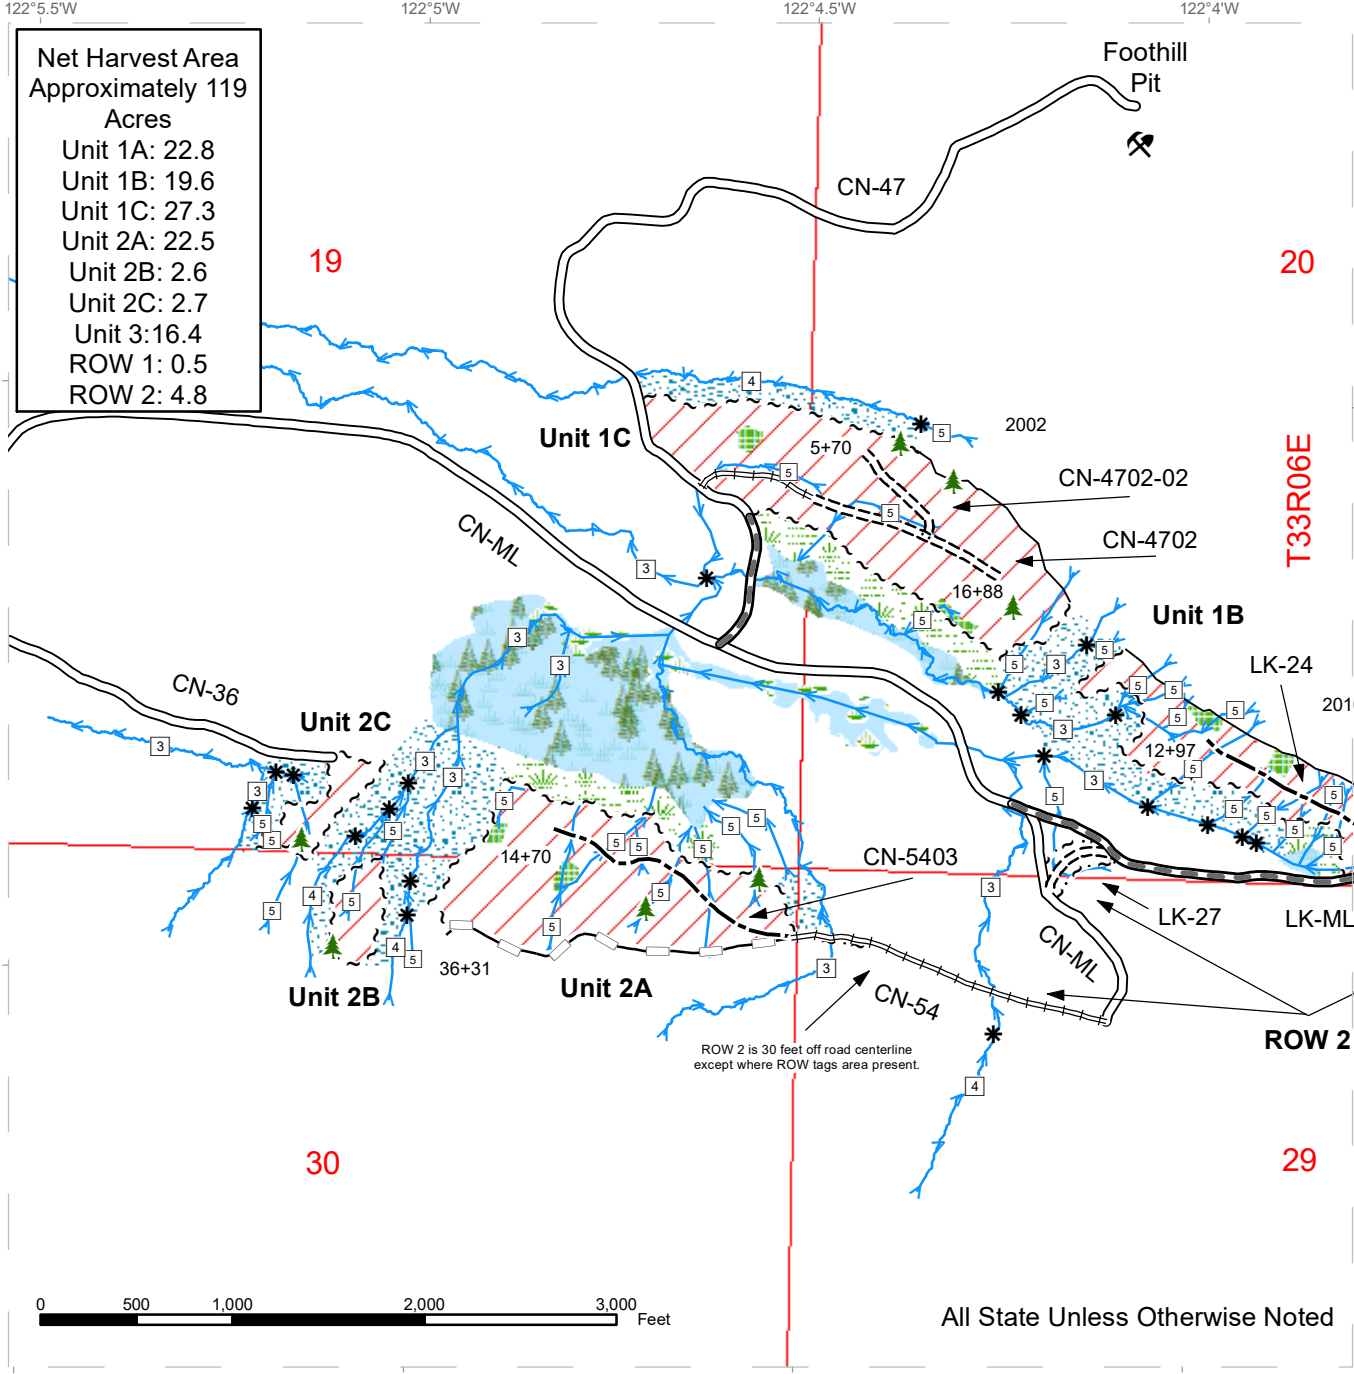 122°5.5'W
122°5'W
122°4.5'W
122°4'W
Net Harvest Area
Approximately 119
Acres
Unit 1A: 22.8
Unit 1B: 19.6
Unit 1C: 27.3
Unit 2A: 22.5
Unit 2B: 2.6
Unit 2C: 2.7
Unit 3:16.4
ROW 1: 0.5
ROW 2: 4.8
Foothill
Pit
CN-47
19
20
T33R06E
4
5
2002
Unit 1C
5+70
5
CN-4702-02
5
CN-4702
CN-ML
3
16+88
5
Unit 1B
3
3
5
3
5
LK-24
5
5
CN-36
Unit 2C
5
3
5
5
201
3
3
3
12+97
5
3
5
3
5
5
5
5
5
5
5
5
5
5
5
5
5
5
14+70
CN-5403
4
5
5
5
3
LK-27
LK-ML
5
4
5
36+31
Unit 2B
Unit 2A
3
CN-54
CN-ML
ROW 2
ROW 2 is 30 feet off road centerline
except where ROW tags area present.
4
30
29
0
500
1,000
2,000
3,000
Feet
All State Unless Otherwise Noted